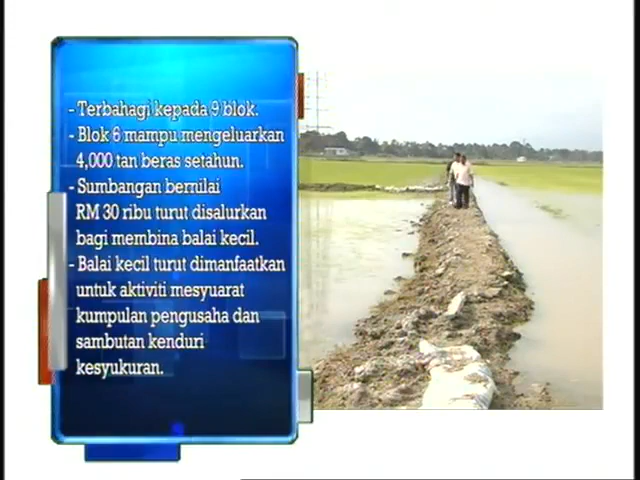 - Terbahagi kepada 9 blok.
- Blok 6 mampu mengeluarkan
4,000 tan beras setahun.
- Sumbangan bernilai
RM 30 ribu turut disalurkan
bagi membina balai kecil.
- Balai kecil turut dimanfaatkan
untuk aktiviti mesyuarat
kumpulan pengusaha dan
sambutan kenduri
kesyukuran.